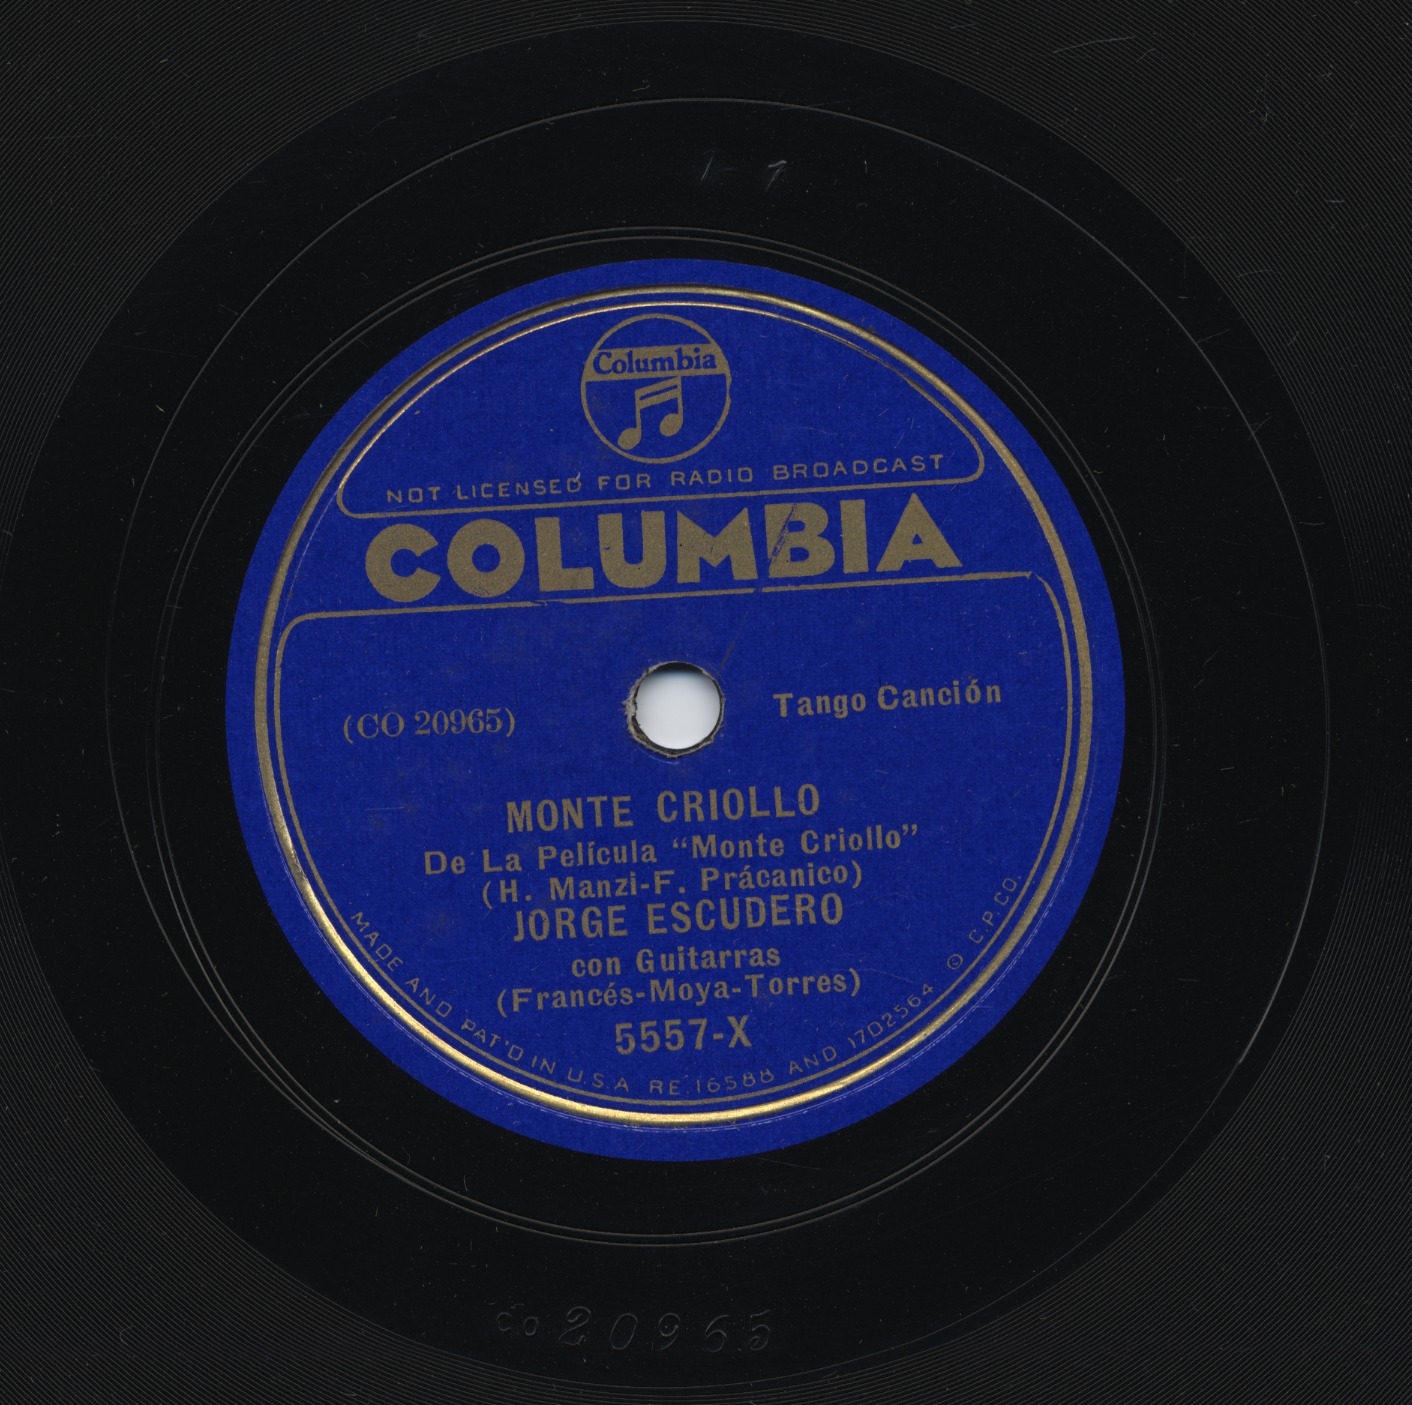 1-1
Columbia
NOT LICENSED FOR RADIO BROADCAST
COLUMBIA
(CO 20965)
Tango Canción
MONTE CRIOLLO
De La Película “Monte Criollo”
(H. Manzi-F. Prácanico)
JORGE ESCUDERO
con Guitarras
(Francés-Moya-Torres)
5557-X
MADE AND PAT'D IN U.S.A RE.16588 AND 1702564 © C.P.CO.
CO 20965